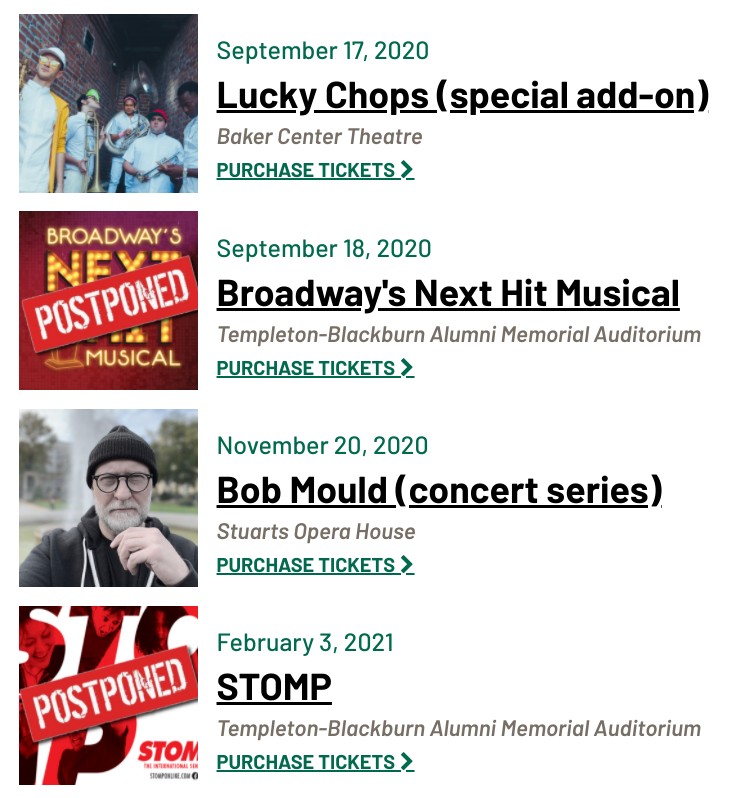 September 17, 2020
Lucky Chops (special add-on)
Baker Center Theatre
PURCHASE TICKETS
BROADWAY'S
NEXT
POSTPONED
MUSICAL
September 18, 2020
Broadway's Next Hit Musical
Templeton-Blackburn Alumni Memorial Auditorium
PURCHASE TICKETS
November 20, 2020
Bob Mould (concert series)
Stuarts Opera House
PURCHASE TICKETS
POSTPONED
STOM
THE INTERNATIONAL
STOMPONLINE.COM
February 3, 2021
STOMP
Templeton-Blackburn Alumni Memorial Auditorium
PURCHASE TICKETS